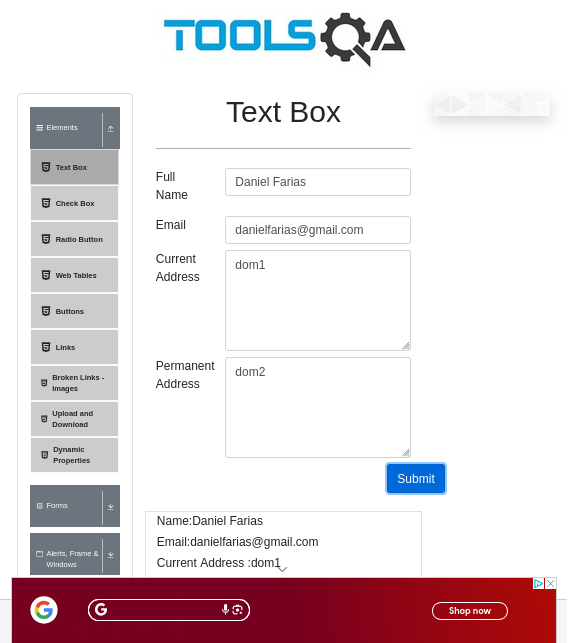 TOOLSQA
Elements
Text Box
Check Box
Radio Button
Web Tables
Buttons
Links
Broken Links -
Images
Upload and
Download
Dynamic
Properties
Forms
Alerts, Frame &
Windows
Text Box
Full
Name
Daniel Farias
Email
danielfarias@gmail.com
Current
Address
dom1
Permanent
Address
dom2
Submit
Name:Daniel Farias
Email:danielfarias@gmail.com
Current Address :dom1
G
G
Shop now